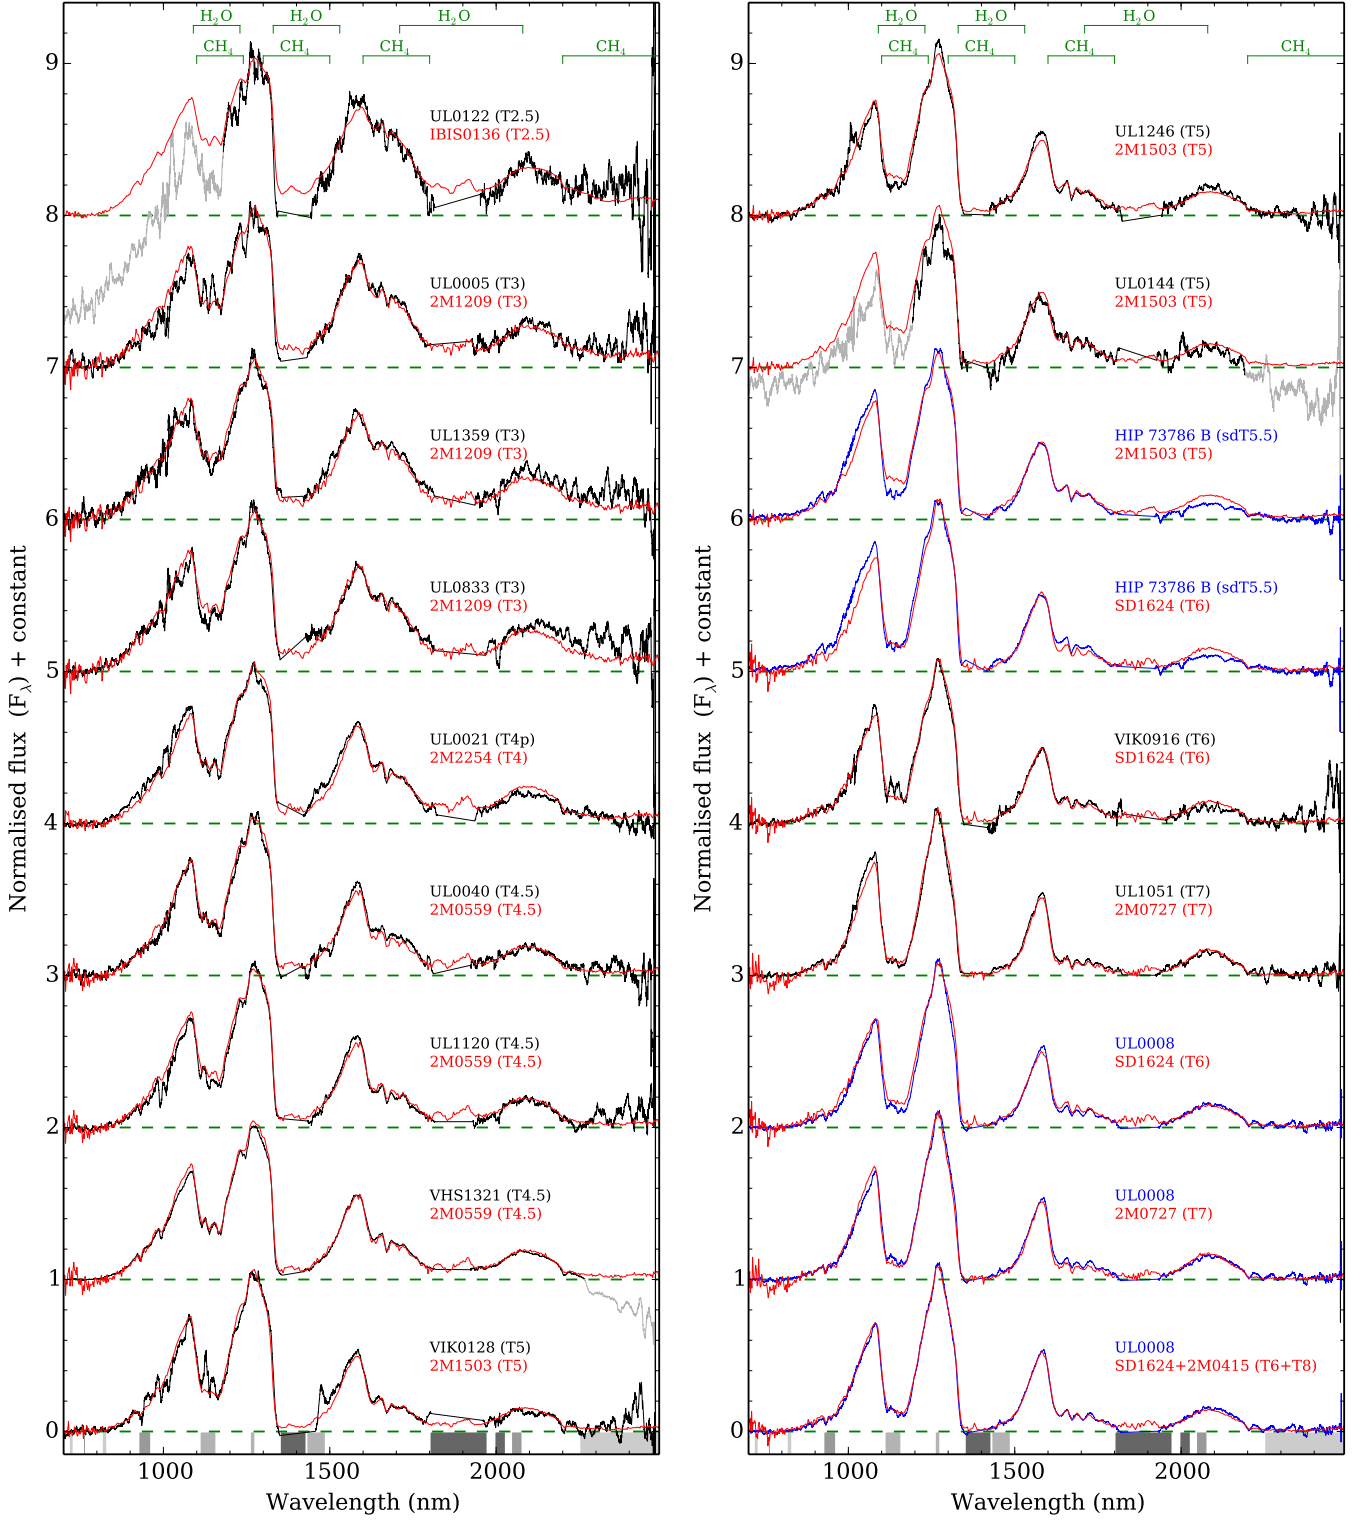 H2O
H2O
H2O
CH4
CH4
CH4
CH4
9
8
7
6
5
4
3
2
1
0
UL0122 (T2.5)
IBIS0136 (T2.5)
UL0005 (T3)
2M1209 (T3)
UL1359 (T3)
2M1209 (T3)
UL0833 (T3)
2M1209 (T3)
UL0021 (T4p)
2M2254 (T4)
UL0040 (T4.5)
2M0559 (T4.5)
UL1120 (T4.5)
2M0559 (T4.5)
VHS1321 (T4.5)
2M0559 (T4.5)
VIK0128 (T5)
2M1503 (T5)
Normalised flux (Fλ) + constant
1000
1500
2000
Wavelength (nm)
H2O
H2O
H2O
CH4
CH4
CH4
CH4
9
8
7
6
5
4
3
2
1
0
UL1246 (T5)
2M1503 (T5)
UL0144 (T5)
2M1503 (T5)
HIP 73786 B (sdT5.5)
2M1503 (T5)
HIP 73786 B (sdT5.5)
SD1624 (T6)
VIK0916 (T6)
SD1624 (T6)
UL1051 (T7)
2M0727 (T7)
UL0008
SD1624 (T6)
UL0008
2M0727 (T7)
UL0008
SD1624+2M0415 (T6+T8)
Normalised flux (Fλ) + constant
1000
1500
2000
Wavelength (nm)